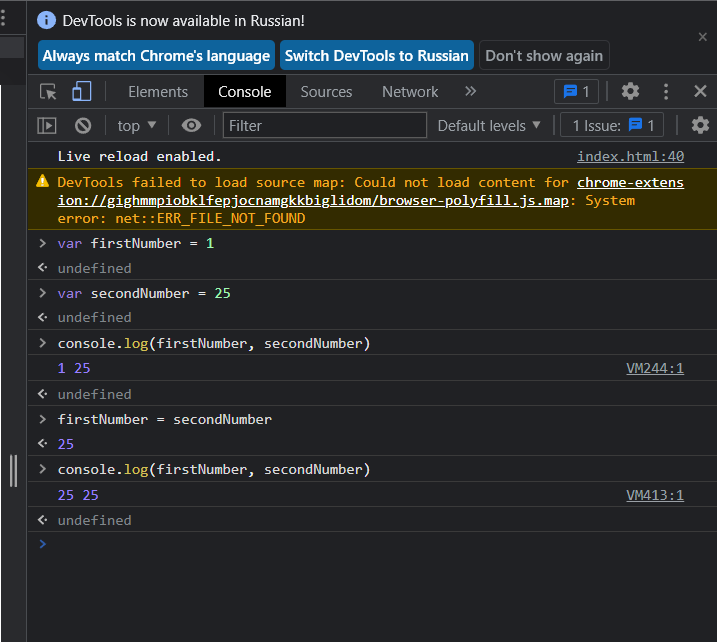 DevTools is now available in Russian!
Always match Chrome's language Switch DevTools to Russian Don't show again
Elements Console Sources Network 1
top Filter Default levels 1 Issue: 1
Live reload enabled. index.html:40
DevTools failed to load source map: Could not load content for chrome-extens
ion://gighmmpiobklfepjocnamgkkbiglidom/browser-polyfill.js.map: System
error: net::ERR_FILE_NOT_FOUND
var firstNumber = 1
undefined
var secondNumber = 25
undefined
console.log(firstNumber, secondNumber)
1 25 VM244:1
undefined
firstNumber = secondNumber
25
console.log(firstNumber, secondNumber)
25 25 VM413:1
undefined